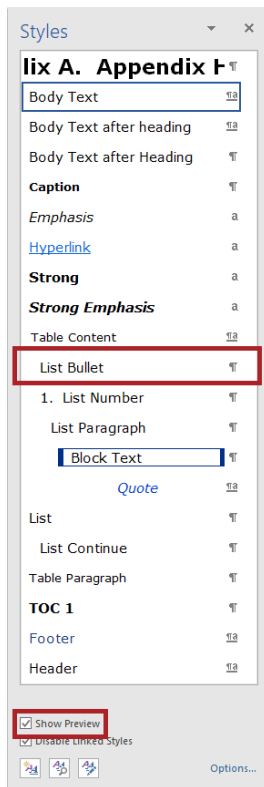 Styles
lix A. Appendix H
Body Text
Body Text after heading
Body Text after Heading
Caption
Emphasis
Hyperlink
Strong
Strong Emphasis
Table Content
List Bullet
1. List Number
List Paragraph
Block Text
Quote
List
List Continue
Table Paragraph
TOC 1
Footer
Header
Show Preview
Disable Linked Styles
Options...